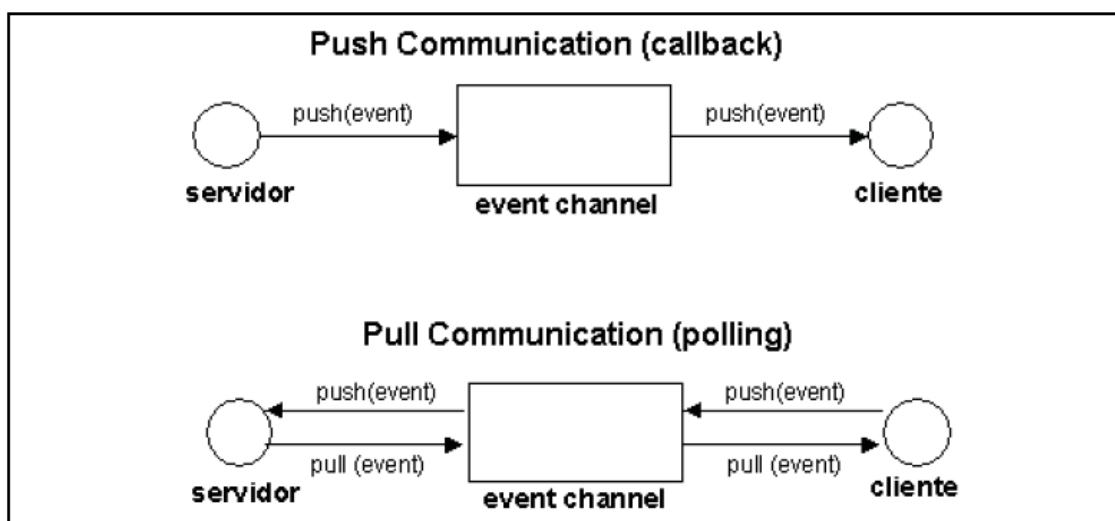 Push Communication (callback)
push(event) push(event)
servidor event channel cliente
Pull Communication (polling)
push(event) push(event)
pull (event) pull (event)
servidor event channel cliente